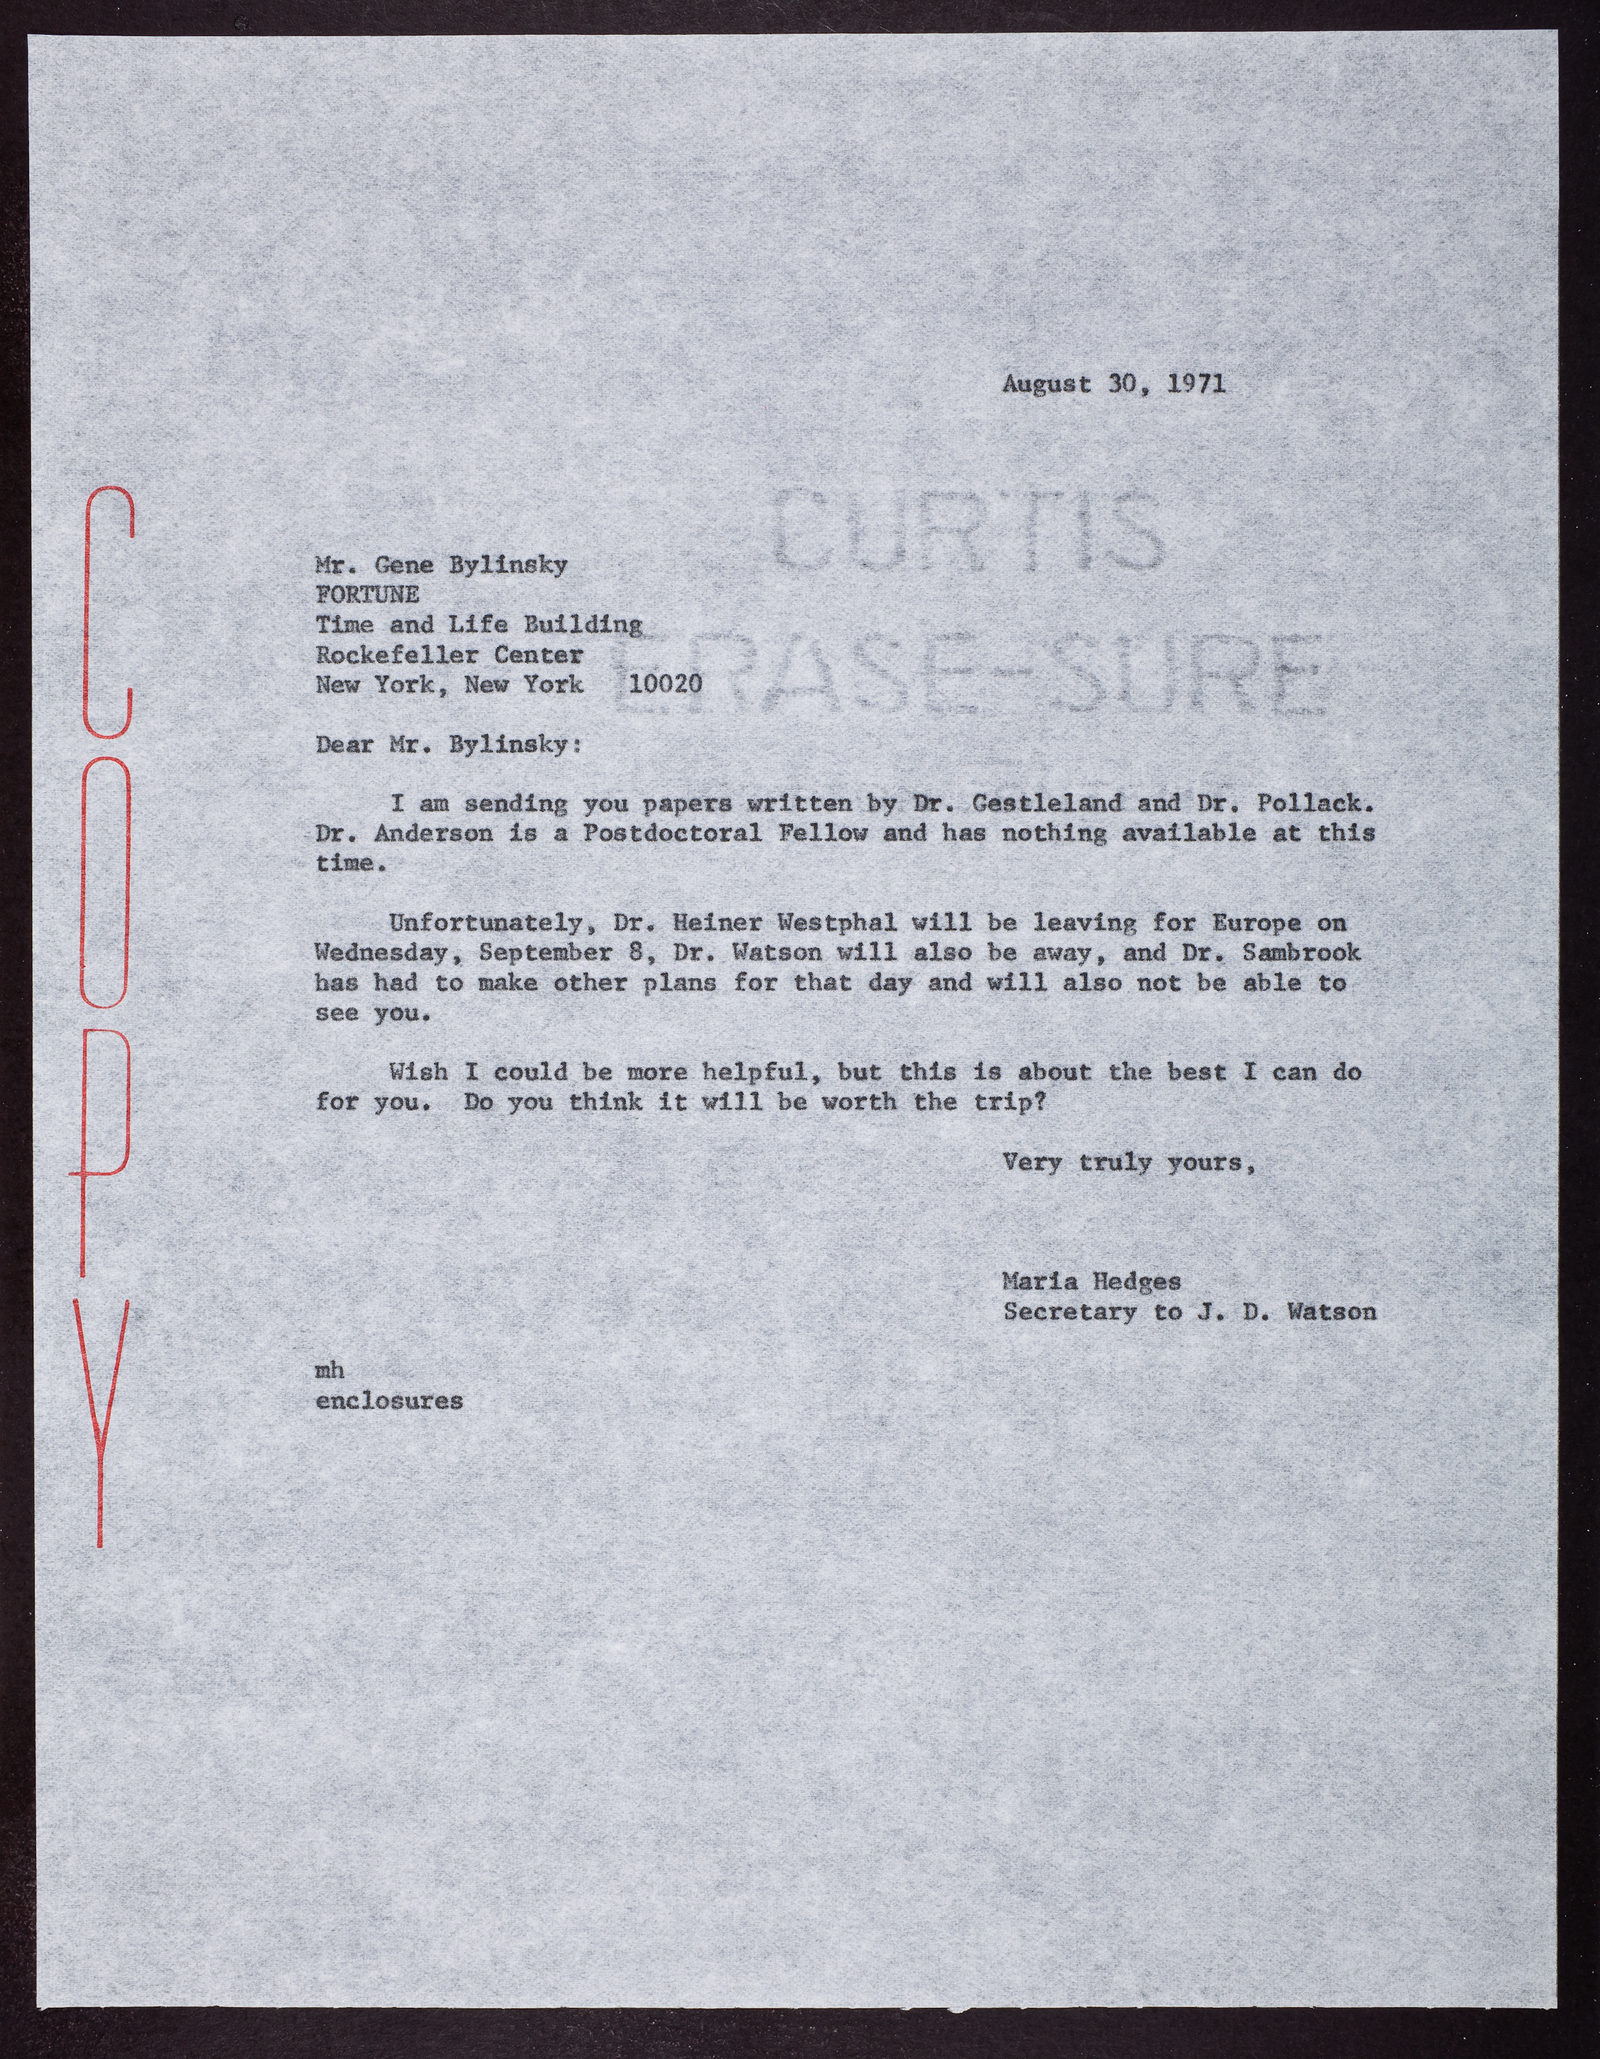 August 30, 1971
CURTIS
ERASE-SURE
COPY
Mr. Gene Bylinsky
FORTUNE
Time and Life Building
Rockefeller Center
New York, New York   10020
Dear Mr. Bylinsky:
I am sending you papers written by Dr. Gestleland and Dr. Pollack.
Dr. Anderson is a Postdoctoral Fellow and has nothing available at this
time.
Unfortunately, Dr. Heiner Westphal will be leaving for Europe on
Wednesday, September 8, Dr. Watson will also be away, and Dr. Sambrook
has had to make other plans for that day and will also not be able to
see you.
Wish I could be more helpful, but this is about the best I can do
for you.  Do you think it will be worth the trip?
Very truly yours,
Maria Hedges
Secretary to J. D. Watson
mh
enclosures